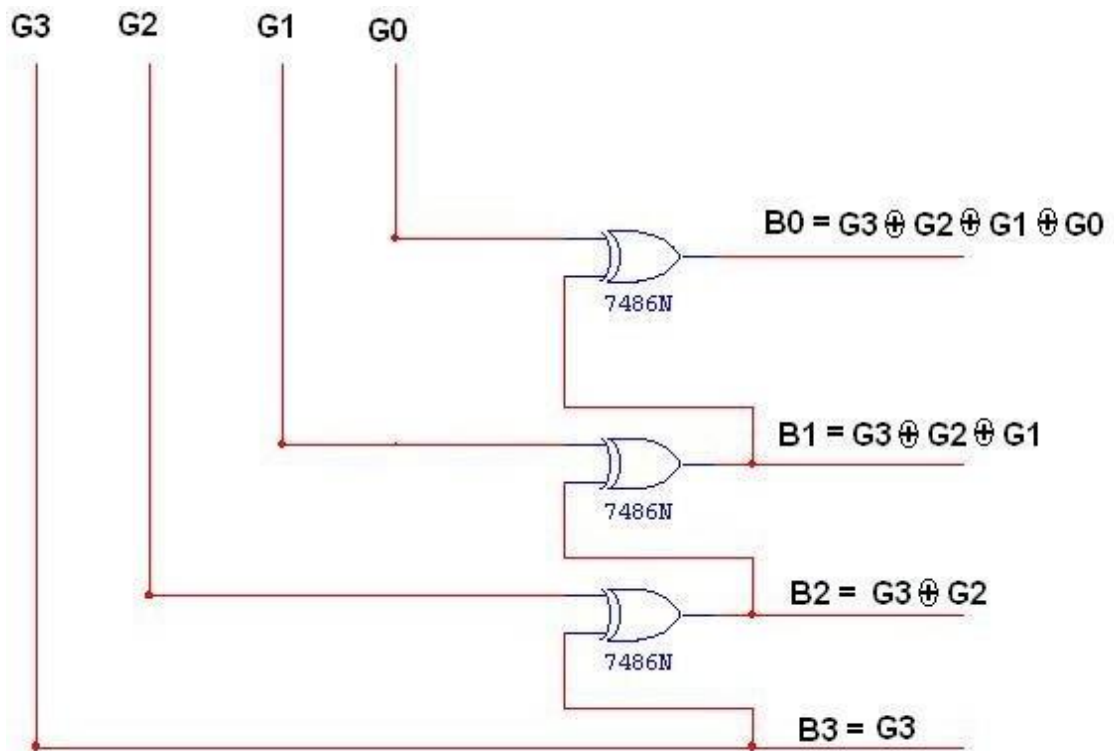 G3 G2 G1 G0
B0 = G3 ⊕ G2 ⊕ G1 ⊕ G0
7486N
B1 = G3 ⊕ G2 ⊕ G1
7486N
B2 = G3 ⊕ G2
7486N
B3 = G3